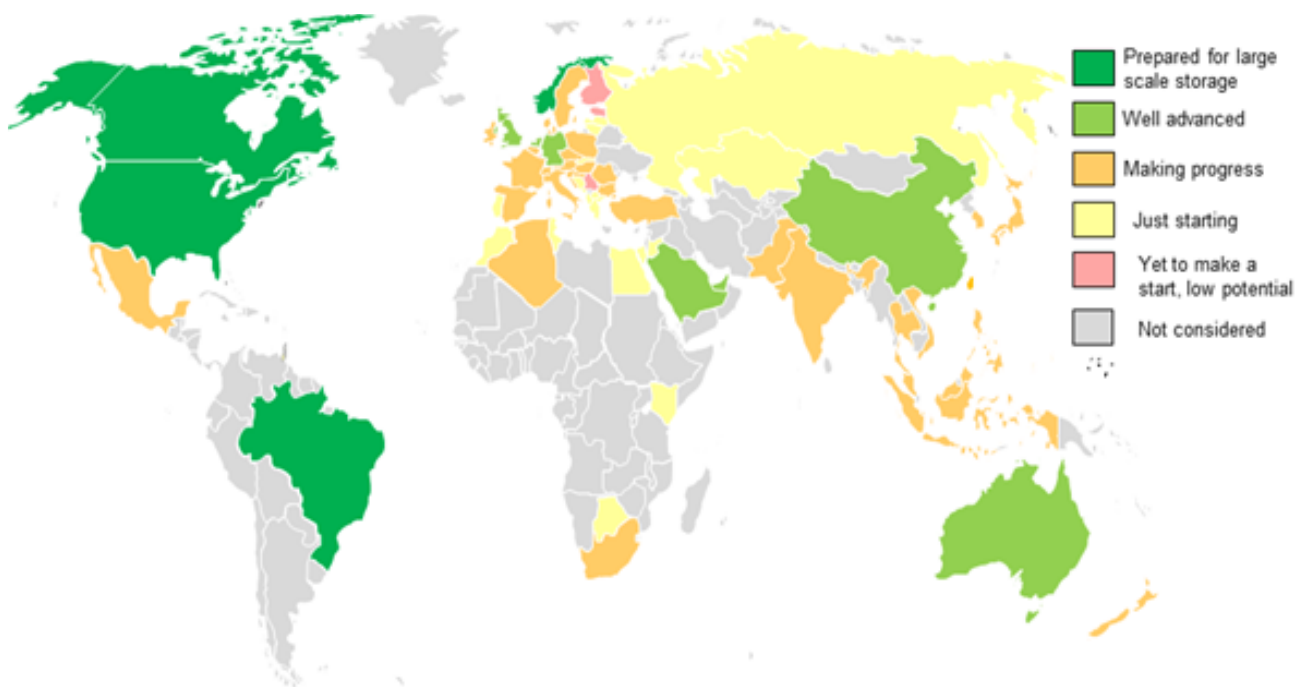 Prepared for large
scale storage
Well advanced
Making progress
Just starting
Yet to make a
start, low potential
Not considered